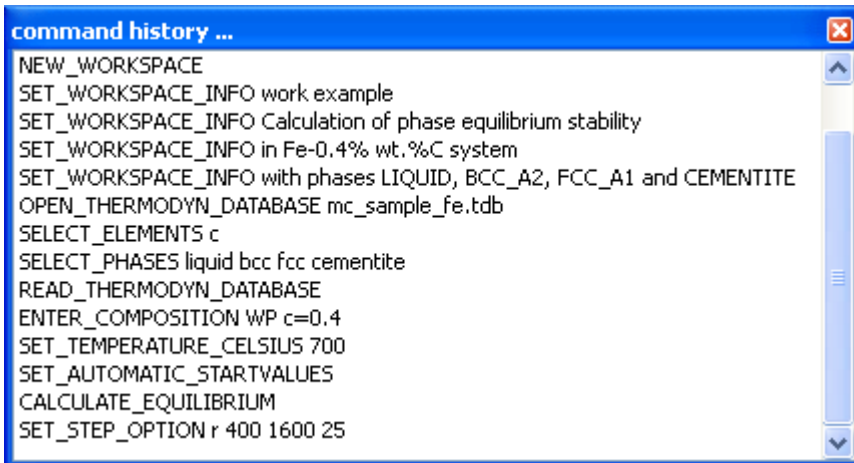 command history ...
NEW_WORKSPACE
SET_WORKSPACE_INFO work example
SET_WORKSPACE_INFO Calculation of phase equilibrium stability
SET_WORKSPACE_INFO in Fe-0.4% wt.%C system
SET_WORKSPACE_INFO with phases LIQUID, BCC_A2, FCC_A1 and CEMENTITE
OPEN_THERMODYN_DATABASE mc_sample_fe.tdb
SELECT_ELEMENTS c
SELECT_PHASES liquid bcc fcc cementite
READ_THERMODYN_DATABASE
ENTER_COMPOSITION WP c=0.4
SET_TEMPERATURE_CELSIUS 700
SET_AUTOMATIC_STARTVALUES
CALCULATE_EQUILIBRIUM
SET_STEP_OPTION r 400 1600 25